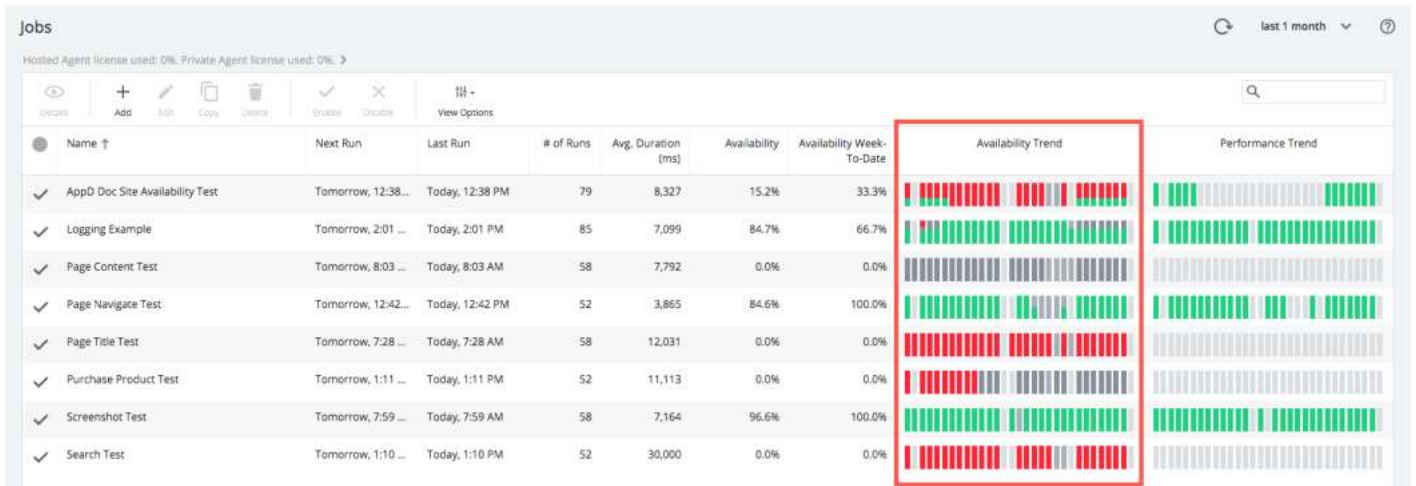 Jobs
last 1 month
Hosted Agent license used: 0%. Private Agent license used: 0%.
Details Add Edit Copy Delete Enable Disable View Options
Name ↑ Next Run Last Run # of Runs Avg. Duration (ms) Availability Availability Week-To-Date Availability Trend Performance Trend
AppD Doc Site Availability Test Tomorrow, 12:38... Today, 12:38 PM 79 8,327 15.2% 33.3%
Logging Example Tomorrow, 2:01 ... Today, 2:01 PM 85 7,099 84.7% 66.7%
Page Content Test Tomorrow, 8:03 ... Today, 8:03 AM 58 7,792 0.0% 0.0%
Page Navigate Test Tomorrow, 12:42... Today, 12:42 PM 52 3,865 84.6% 100.0%
Page Title Test Tomorrow, 7:28 ... Today, 7:28 AM 58 12,031 0.0% 0.0%
Purchase Product Test Tomorrow, 1:11 ... Today, 1:11 PM 52 11,113 0.0% 0.0%
Screenshot Test Tomorrow, 7:59 ... Today, 7:59 AM 58 7,164 96.6% 100.0%
Search Test Tomorrow, 1:10 ... Today, 1:10 PM 52 30,000 0.0% 0.0%